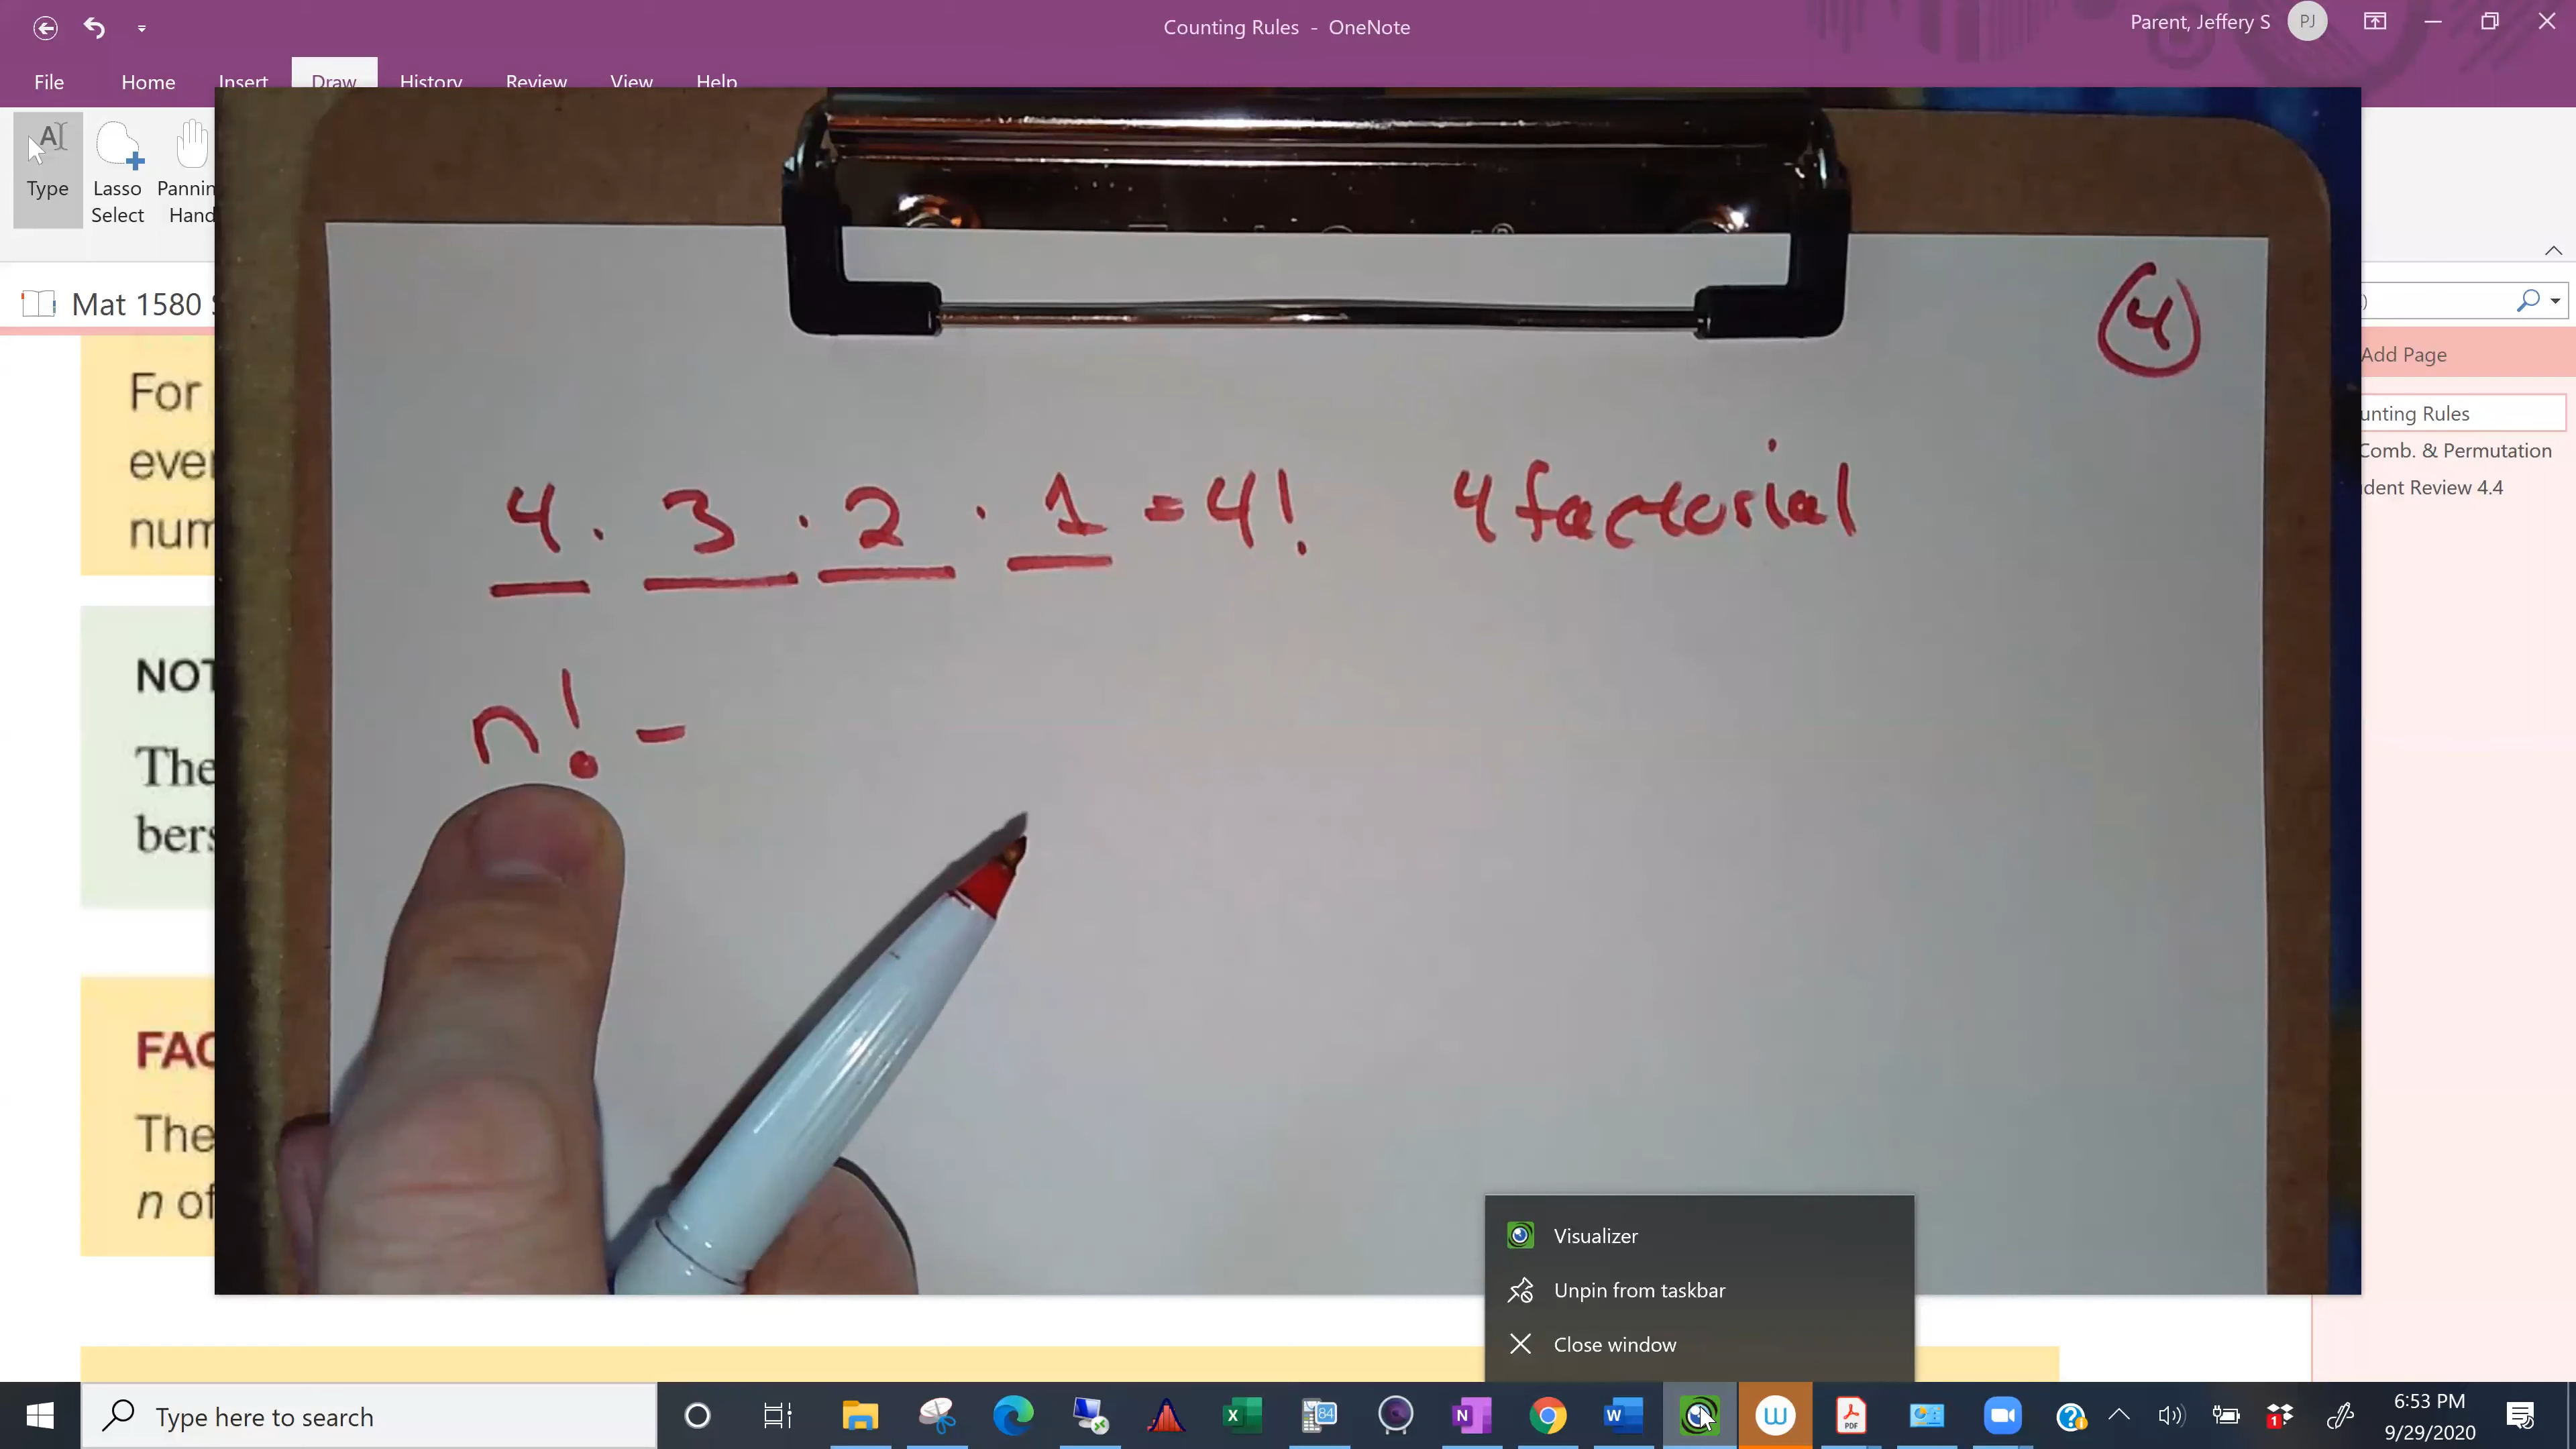 Counting Rules - OneNote
Parent, Jeffery S PJ
File Home Insert Draw History Review View Help
Type
Lasso Select
Hand
Mat 1580
Add Page
unting Rules
Comb. & Permutation
dent Review 4.4
For
num
NOT
The
bers
The
n of
4
4 · 3 · 2 · 1 = 4! 4 factorial
n! -
Visualizer
Unpin from taskbar
Close window
Type here to search
84
PDF
1
6:53 PM
9/29/2020